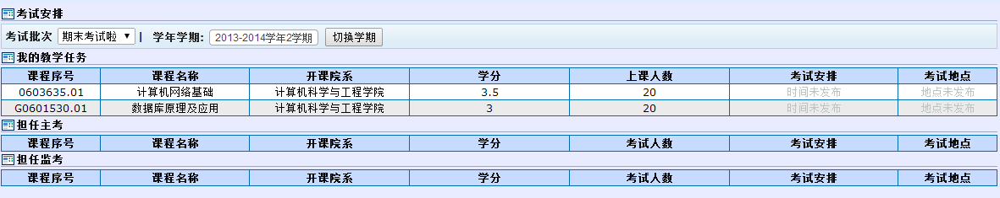 考试安排
考试批次 期末考试啦 | 学年学期: 2013-2014学年2学期 切换学期
我的教学任务
课程序号 课程名称 开课院系 学分 上课人数 考试安排 考试地点
0603635.01 计算机网络基础 计算机科学与工程学院 3.5 20 时间未发布 地点未发布
G0601530.01 数据库原理及应用 计算机科学与工程学院 3 20 时间未发布 地点未发布
担任主考
课程序号 课程名称 开课院系 学分 考试人数 考试安排 考试地点
担任监考
课程序号 课程名称 开课院系 学分 考试人数 考试安排 考试地点